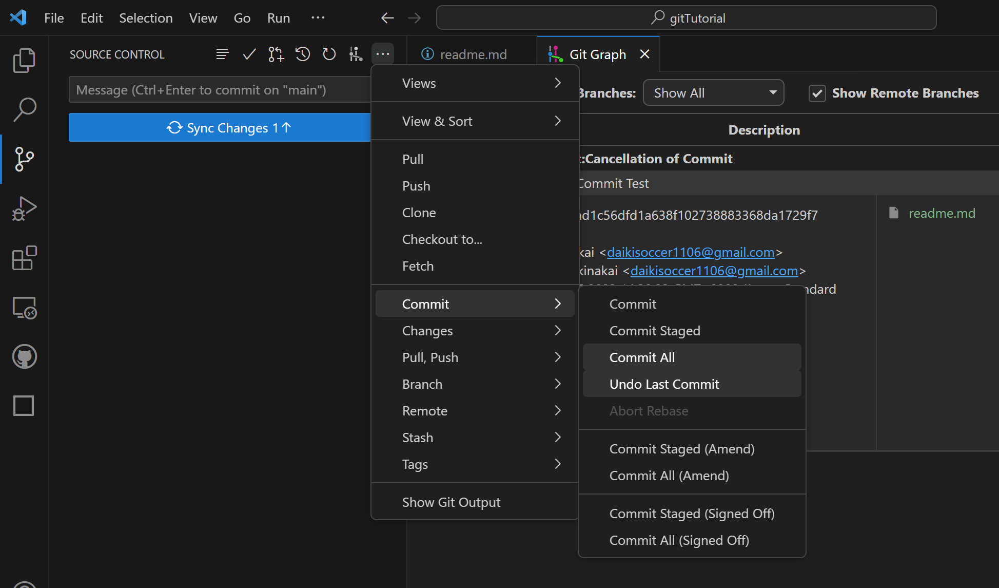 File Edit Selection View Go Run ···
gitTutorial
SOURCE CONTROL
readme.md
Git Graph
Message (Ctrl+Enter to commit on "main")
Sync Changes 1↑
Views
View & Sort
Pull
Push
Clone
Checkout to...
Fetch
Commit
Changes
Pull, Push
Branch
Remote
Stash
Tags
Show Git Output
Commit
Commit Staged
Commit All
Undo Last Commit
Abort Rebase
Commit Staged (Amend)
Commit All (Amend)
Commit Staged (Signed Off)
Commit All (Signed Off)
Branches: Show All
Show Remote Branches
Description
:Cancellation of Commit
Commit Test
d1c56dfd1a638f102738883368da1729f7
kai <daikisoccer1106@gmail.com>
kinakai <daikisoccer1106@gmail.com>
ndard
readme.md